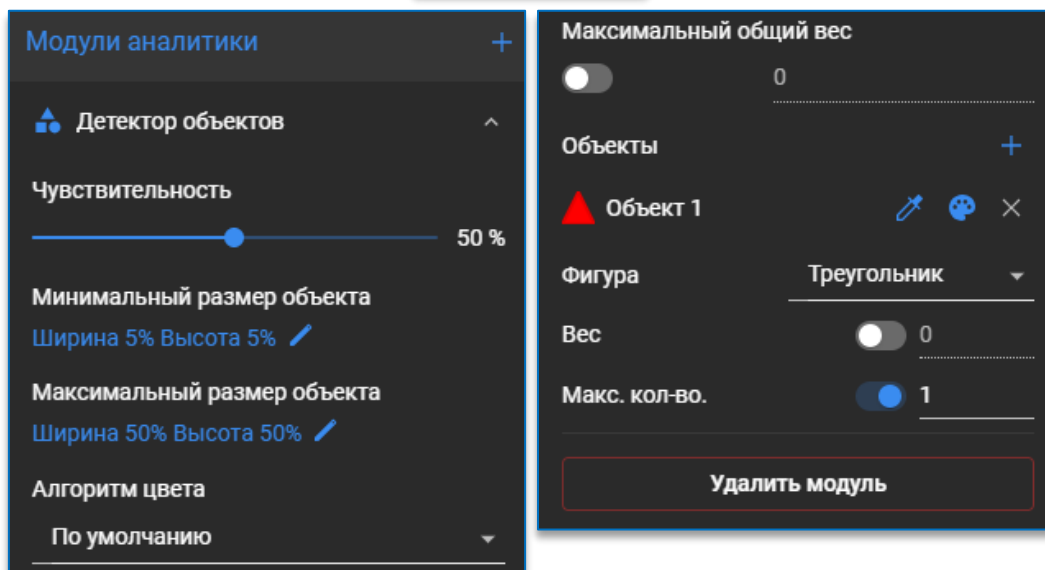 Модули аналитики
Детектор объектов
Чувствительность
50 %
Минимальный размер объекта
Ширина 5% Высота 5%
Максимальный размер объекта
Ширина 50% Высота 50%
Алгоритм цвета
По умолчанию
Максимальный общий вес
0
Объекты
Объект 1
Фигура Треугольник
Вес 0
Макс. кол-во. 1
Удалить модуль